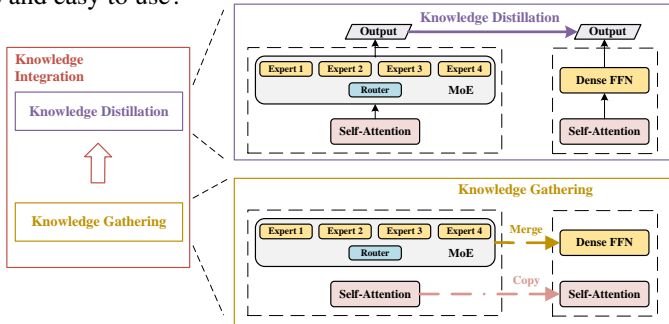 and easy to use?
Knowledge
Integration
Knowledge Distillation
Knowledge Gathering
Knowledge Distillation
Output
Output
Expert 1
Expert 2
Expert 3
Expert 4
Router
MoE
Dense FFN
Self-Attention
Self-Attention
Knowledge Gathering
Expert 1
Expert 2
Expert 3
Expert 4
Router
MoE
Merge
Dense FFN
Self-Attention
Copy
Self-Attention